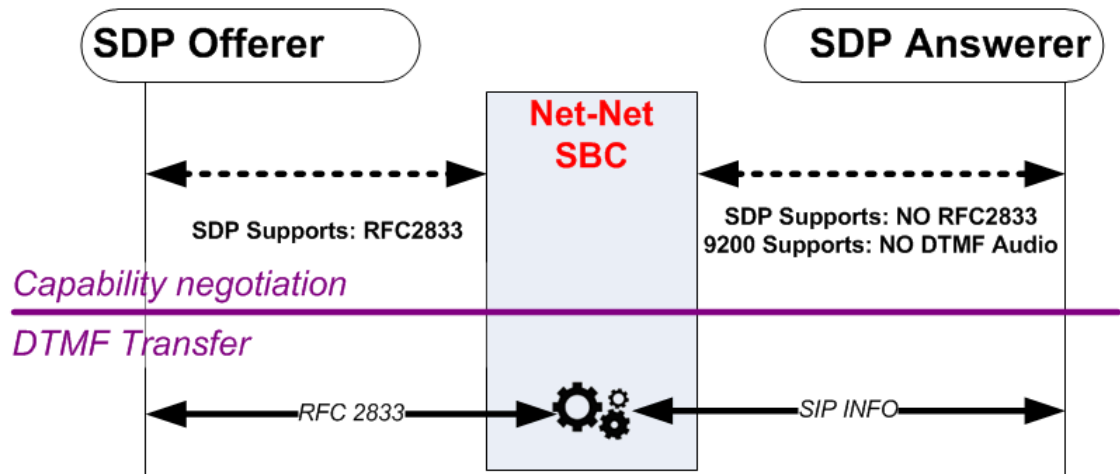 SDP Offerer
SDP Answerer
Net-Net
SBC
SDP Supports: RFC2833
SDP Supports: NO RFC2833
9200 Supports: NO DTMF Audio
Capability negotiation
DTMF Transfer
RFC 2833
SIP INFO